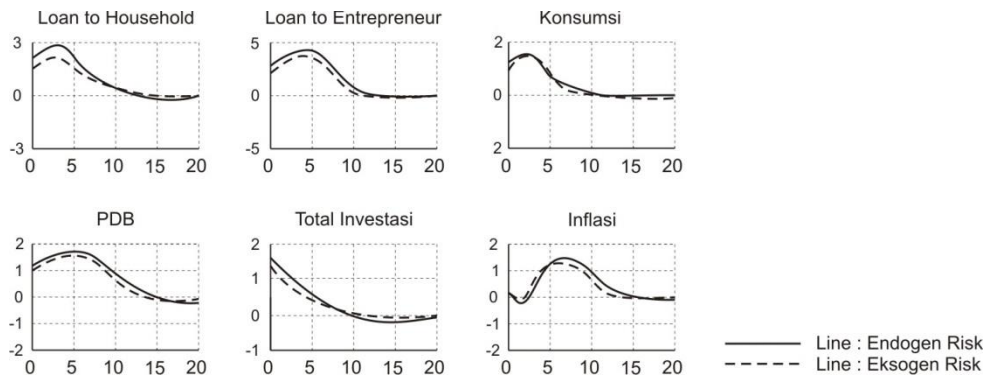 Loan to Household
Loan to Entrepreneur
Konsumsi
3
0
-3
0 5 10 15 20
5
0
-5
0 5 10 15 20
2
0
2
0 5 10 15 20
PDB
Total Investasi
Inflasi
2
1
0
-1
-2
0 5 10 15 20
2
1
0
-1
0 5 10 15 20
2
1
0
-1
-2
0 5 10 15 20
Line : Endogen Risk
Line : Eksogen Risk